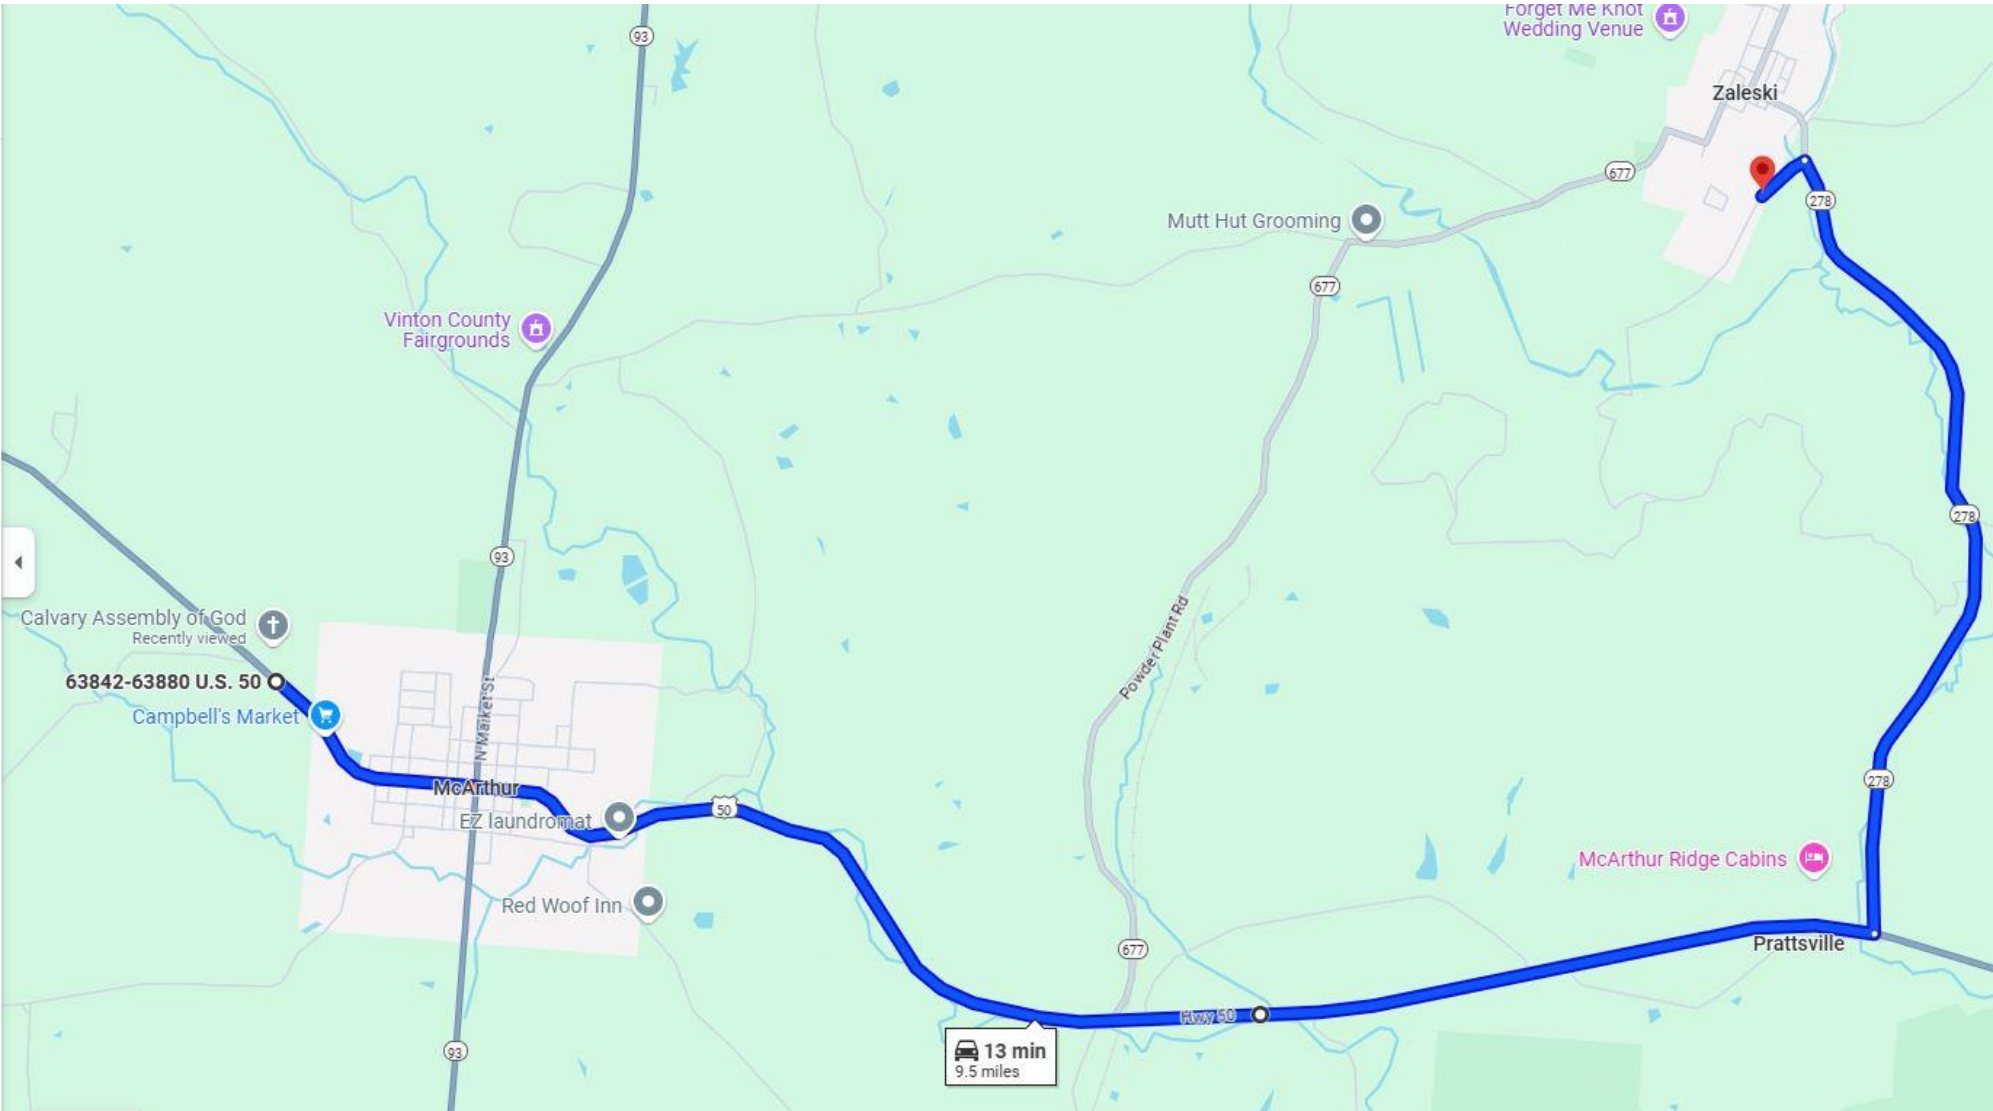 Forget Me Knot
Wedding Venue
93
Zaleski
677
278
Mutt Hut Grooming
677
Vinton County
Fairgrounds
278
93
Powder Plant Rd
Calvary Assembly of God
Recently viewed
63842-63880 U.S. 50
Campbell's Market
N Market St
278
McArthur
50
EZ laundromat
McArthur Ridge Cabins
Red Woof Inn
677
Prattsville
Hwy 50
93
13 min
9.5 miles